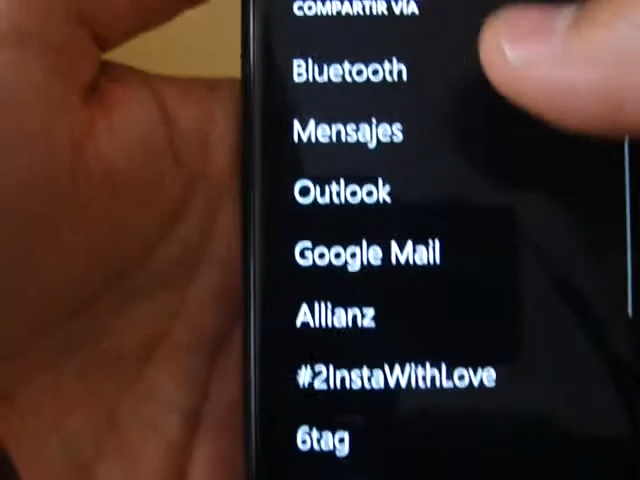 COMPARTIR VÍA
Bluetooth
Mensajes
Outlook
Google Mail
Allianz
#2InstaWithLove
6tag